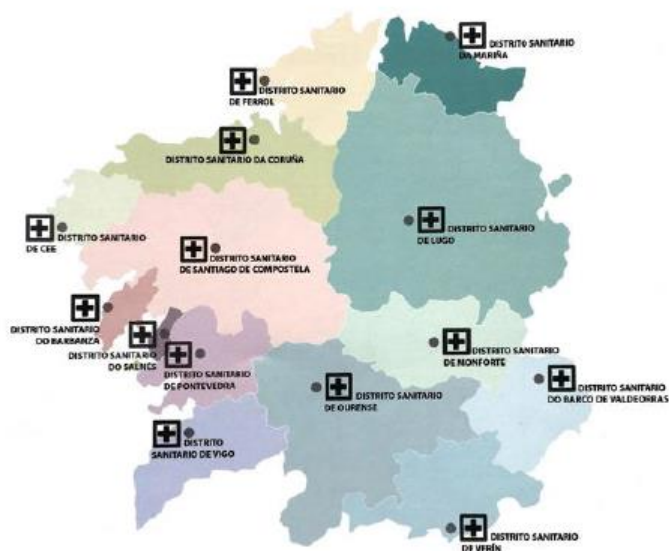 DISTRITO SANITARIO
DA MARIÑA
DISTRITO SANITARIO
DE FERROL
DISTRITO SANITARIO DA CORUÑA
DISTRITO SANITARIO
DE CEE
DISTRITO SANITARIO
DE LUGO
DISTRITO SANITARIO
DE SANTIAGO DE COMPOSTELA
DISTRITO SANITARIO
DO BARBANZA
DISTRITO SANITARIO
DO SALNÉS
DISTRITO SANITARIO
DE PONTEVEDRA
DISTRITO SANITARIO
DE MONFORTE
DISTRITO SANITARIO
DO BARCO DE VALDEORRAS
DISTRITO SANITARIO
DE OURENSE
DISTRITO
SANITARIO DE VIGO
DISTRITO SANITARIO
DE VERÍN